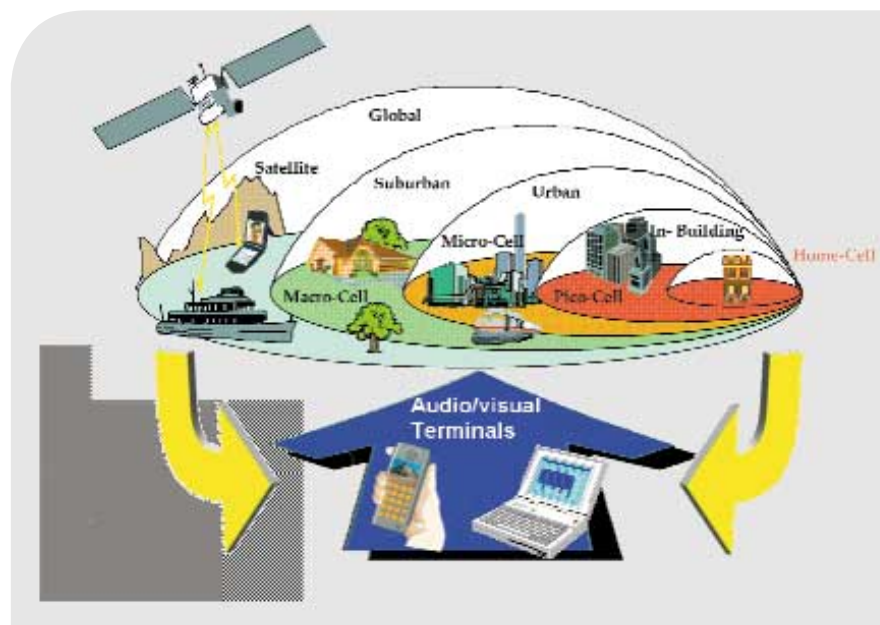 Global
Satellite
Suburban
Urban
In- Building
Micro-Cell
Home-Cell
Macro-Cell
Pico-Cell
Audio/visual
Terminals